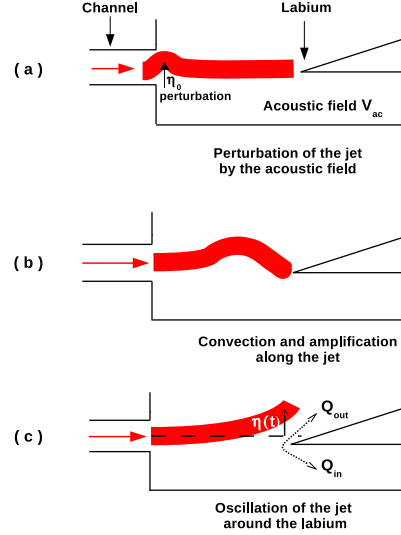 Channel
Labium
( a )
η0
perturbation
Acoustic field Vac
Perturbation of the jet
by the acoustic field
( b )
Convection and amplification
along the jet
( c )
η(t)
Qout
Qin
Oscillation of the jet
around the labium